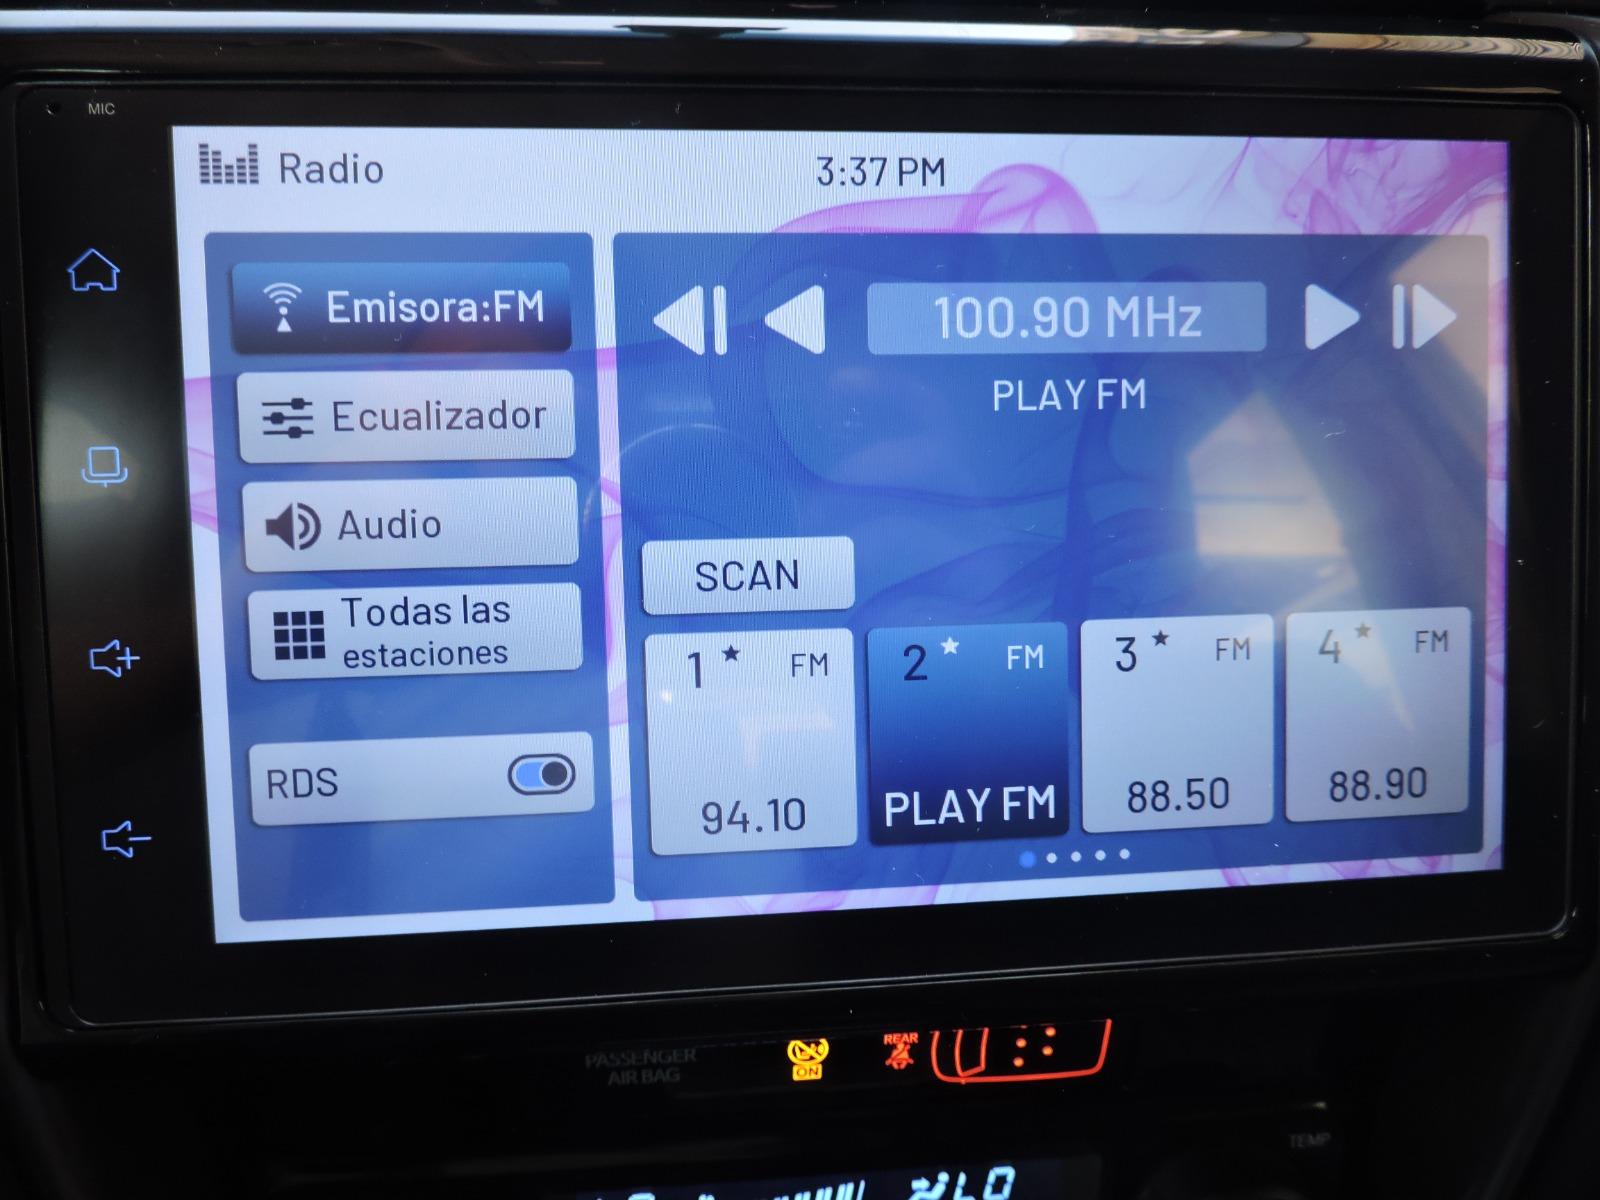 MIC
Radio
3:37 PM
Emisora:FM
Ecualizador
Audio
Todas las
estaciones
RDS
100.90 MHz
PLAY FM
SCAN
1 FM
94.10
2 FM
PLAY FM
3 FM
88.50
4 FM
88.90
PASSENGER
AIR BAG
ON
REAR
TEMP
LO